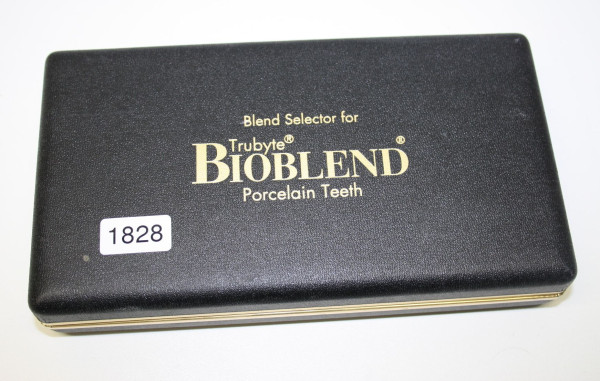 Blend Selector for
Trubyte®
BIOBLEND®
Porcelain Teeth
1828